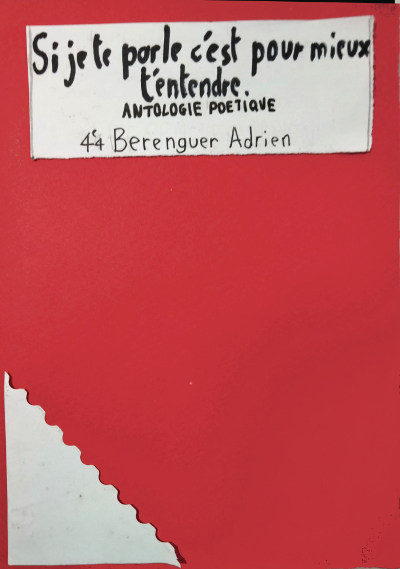 Si je te parle c'est pour mieux
t'entendre.
ANTOLOGIE POETIQUE
4e4 Berenguer Adrien